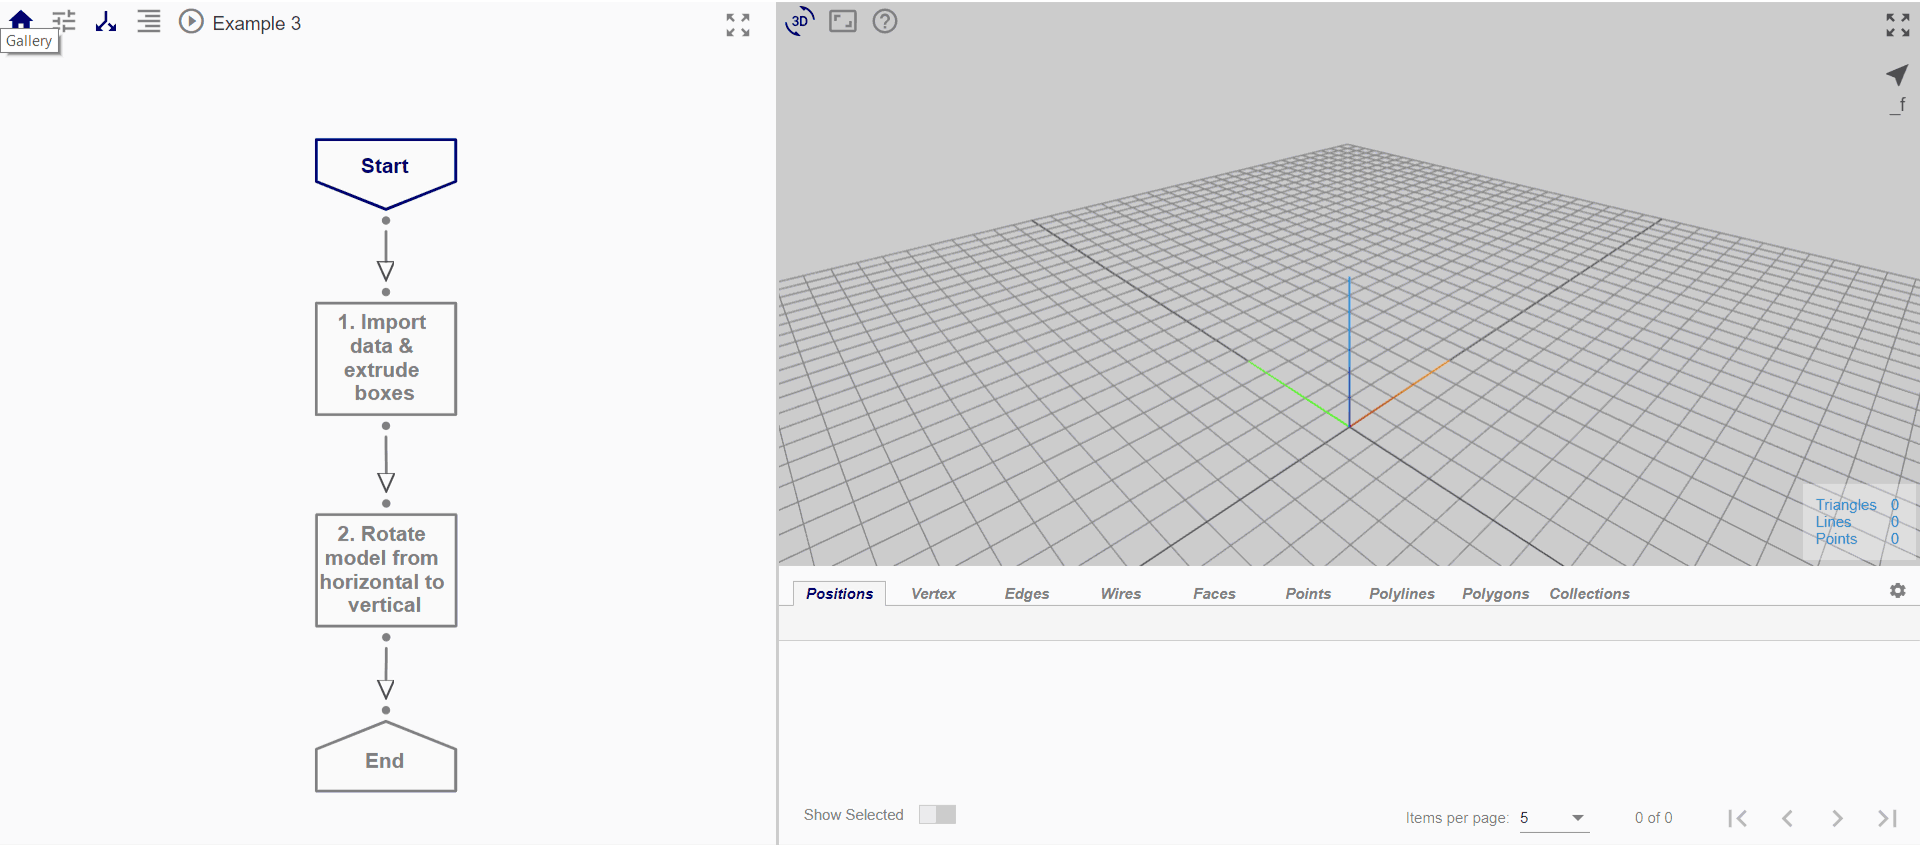 Example 3
Gallery
Start
1. Import
data &
extrude
boxes
2. Rotate
model from
horizontal to
vertical
End
3D
?
_f
Triangles 0
Lines 0
Points 0
Positions Vertex Edges Wires Faces Points Polylines Polygons Collections
Show Selected
Items per page: 5 0 of 0